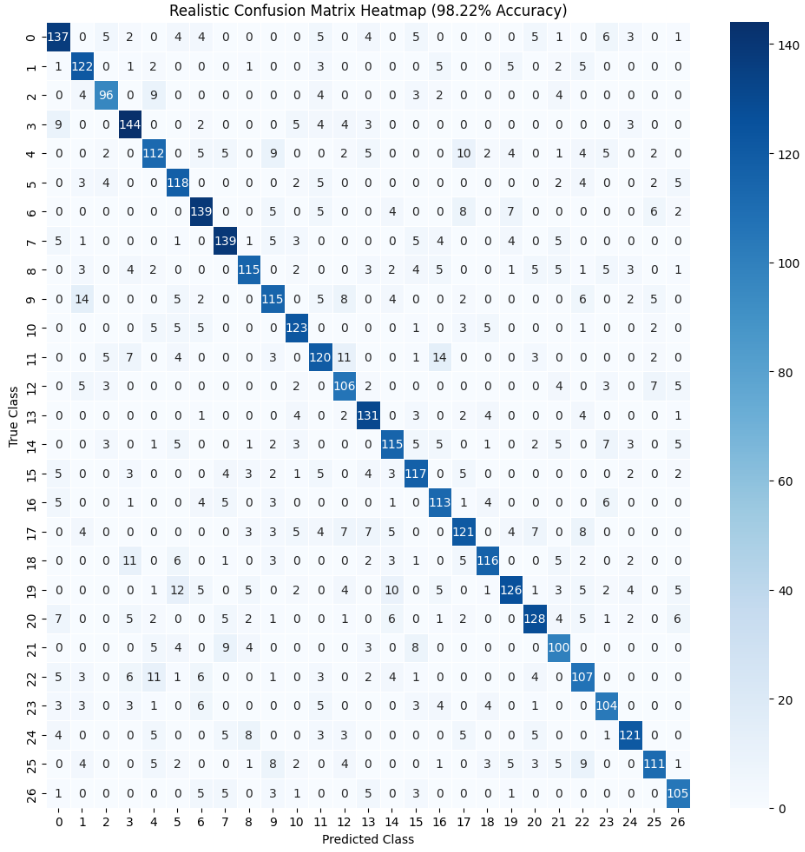 Realistic Confusion Matrix Heatmap (98.22% Accuracy)
0 137 0 5 2 0 4 4 0 0 0 0 5 0 4 0 5 0 0 0 0 5 1 0 6 3 0 1
1 1 122 0 1 2 0 0 0 1 0 0 3 0 0 0 0 5 0 0 5 0 2 5 0 0 0 0
2 0 4 96 0 9 0 0 0 0 0 0 4 0 0 0 3 2 0 0 0 0 4 0 0 0 0 0
3 9 0 0 144 0 0 2 0 0 0 5 4 4 3 0 0 0 0 0 0 0 0 0 0 3 0 0
4 0 0 2 0 112 0 5 5 0 9 0 0 2 5 0 0 0 10 2 4 0 1 4 5 0 2 0
5 0 3 4 0 0 118 0 0 0 0 2 5 0 0 0 0 0 0 0 0 0 2 4 0 0 2 5
6 0 0 0 0 0 0 139 0 0 5 0 5 0 0 4 0 0 8 0 7 0 0 0 0 0 6 2
7 5 1 0 0 0 1 0 139 1 5 3 0 0 0 0 5 4 0 0 4 0 5 0 0 0 0 0
8 0 3 0 4 2 0 0 0 115 0 2 0 0 3 2 4 5 0 0 1 5 5 1 5 3 0 1
9 0 14 0 0 0 5 2 0 0 115 0 5 8 0 4 0 0 2 0 0 0 0 6 0 2 5 0
10 0 0 0 0 5 5 5 0 0 0 123 0 0 0 0 1 0 3 5 0 0 0 1 0 0 2 0
11 0 0 5 7 0 4 0 0 0 3 0 120 11 0 0 1 14 0 0 0 3 0 0 0 0 2 0
12 0 5 3 0 0 0 0 0 0 0 2 0 106 2 0 0 0 0 0 0 0 4 0 3 0 7 5
13 0 0 0 0 0 0 1 0 0 0 4 0 2 131 0 3 0 2 4 0 0 0 4 0 0 0 1
14 0 0 3 0 1 5 0 0 1 2 3 0 0 0 115 5 5 0 1 0 2 5 0 7 3 0 5
15 5 0 0 3 0 0 0 4 3 2 1 5 0 4 3 117 0 5 0 0 0 0 0 0 0 2 2
16 5 0 0 1 0 0 4 5 0 3 0 0 0 0 1 0 113 1 4 0 0 0 0 6 0 0 0
17 0 4 0 0 0 0 0 0 3 3 5 4 7 7 5 0 0 121 0 4 7 0 8 0 0 0 0
18 0 0 0 11 0 6 0 1 0 3 0 0 0 2 3 1 0 5 116 0 0 5 2 0 2 0 0
19 0 0 0 0 1 12 5 0 5 0 2 0 4 0 10 0 5 0 1 126 1 3 5 2 4 0 5
20 7 0 0 5 2 0 0 5 2 1 0 0 1 0 6 0 1 2 0 0 128 4 5 1 2 0 6
21 0 0 0 0 5 4 0 9 4 0 0 0 0 3 0 8 0 0 0 0 0 100 0 0 0 0 0
22 5 3 0 6 11 1 6 0 0 1 0 3 0 2 4 1 0 0 0 0 4 0 107 0 0 0 0
23 3 3 0 3 1 0 6 0 0 0 0 5 0 0 0 3 4 0 4 0 1 0 0 104 0 0 0
24 4 0 0 0 5 0 0 5 8 0 0 3 3 0 0 0 0 5 0 0 5 0 0 1 121 0 0
25 0 4 0 0 5 2 0 0 1 8 2 0 4 0 0 0 1 0 3 5 3 5 9 0 0 111 1
26 1 0 0 0 0 0 5 5 0 3 1 0 0 5 0 3 0 0 0 1 0 0 0 0 0 0 105
0 1 2 3 4 5 6 7 8 9 10 11 12 13 14 15 16 17 18 19 20 21 22 23 24 25 26
Predicted Class
True Class
140
120
100
80
60
40
20
0